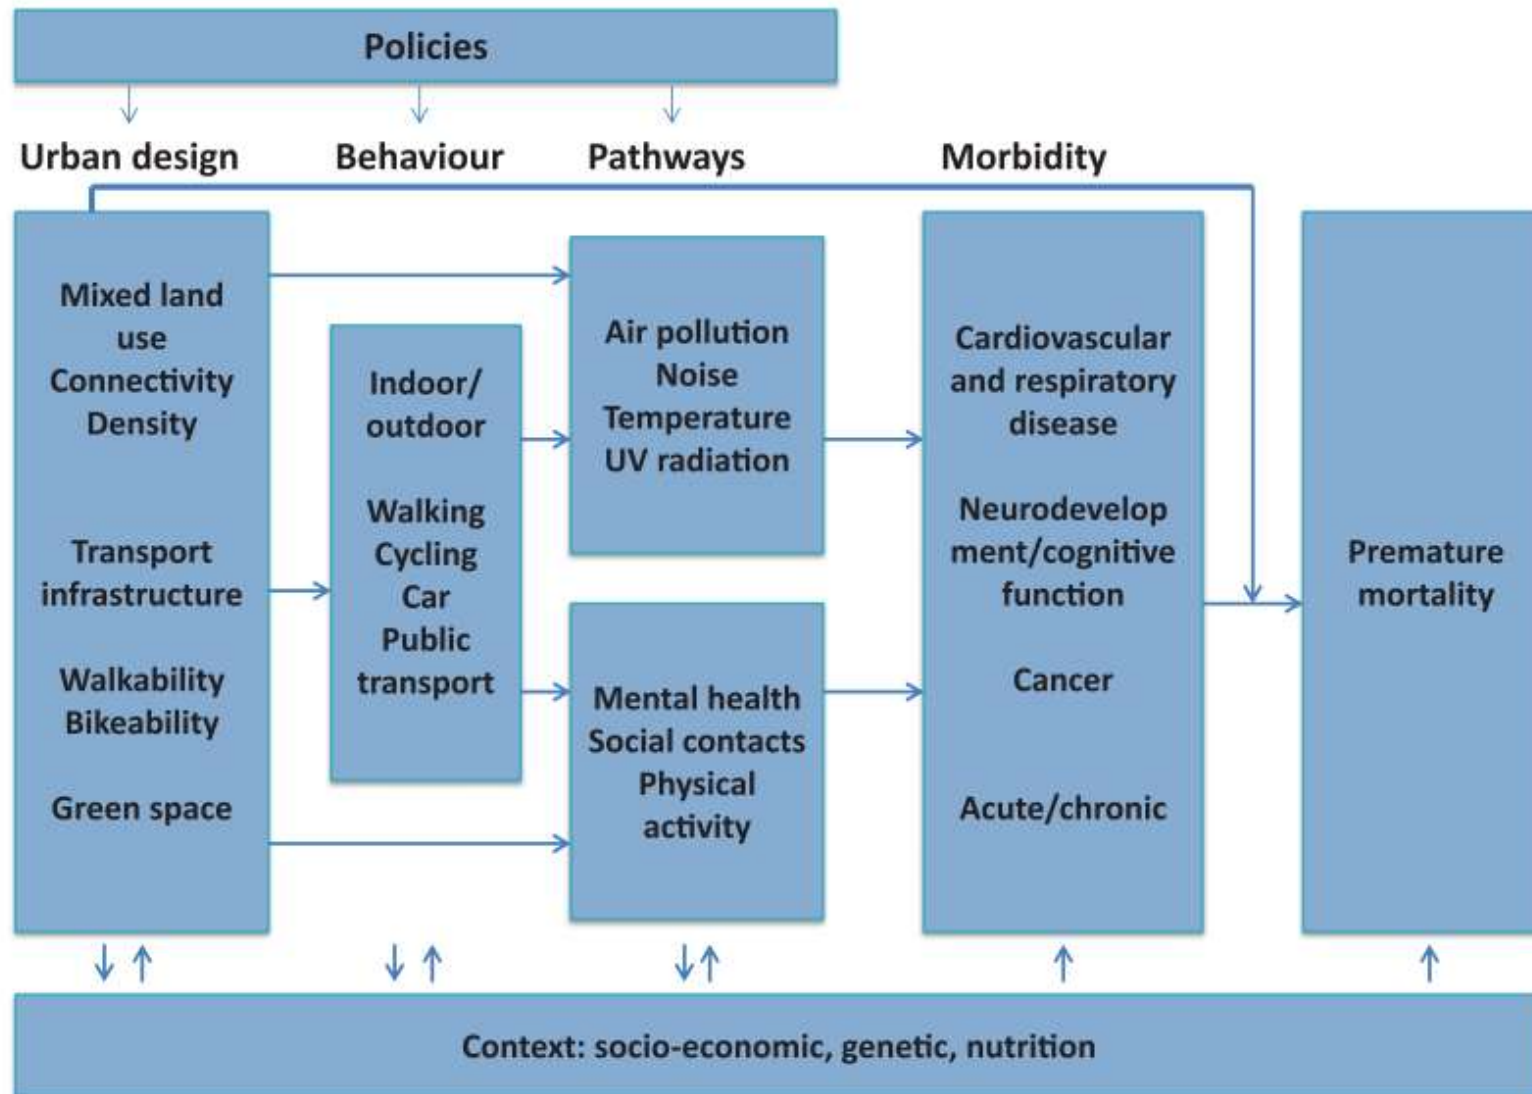 Policies
Urban design
Behaviour
Pathways
Morbidity
Mixed land
use
Connectivity
Density
Transport
infrastructure
Walkability
Bikeability
Green space
Indoor/
outdoor
Walking
Cycling
Car
Public
transport
Air pollution
Noise
Temperature
UV radiation
Mental health
Social contacts
Physical
activity
Cardiovascular
and respiratory
disease
Neurodevelop
ment/cognitive
function
Cancer
Acute/chronic
Premature
mortality
Context: socio-economic, genetic, nutrition